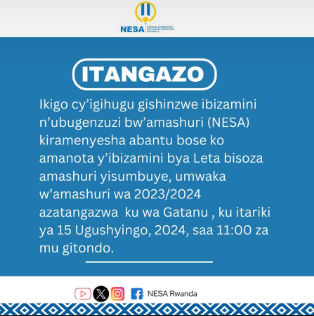 NESA
ITANGAZO
Ikigo cy'igihugu gishinzwe ibizamini
n'ubugenzuzi bw'amashuri (NESA)
kiramenyesha abantu bose ko
amanota y'ibizamini bya Leta bisoza
amashuri yisumbuye, umwaka
w'amashuri wa 2023/2024
azatangazwa ku wa Gatanu , ku itariki
ya 15 Ugushyingo, 2024, saa 11:00 za
mu gitondo.
NESA Rwanda